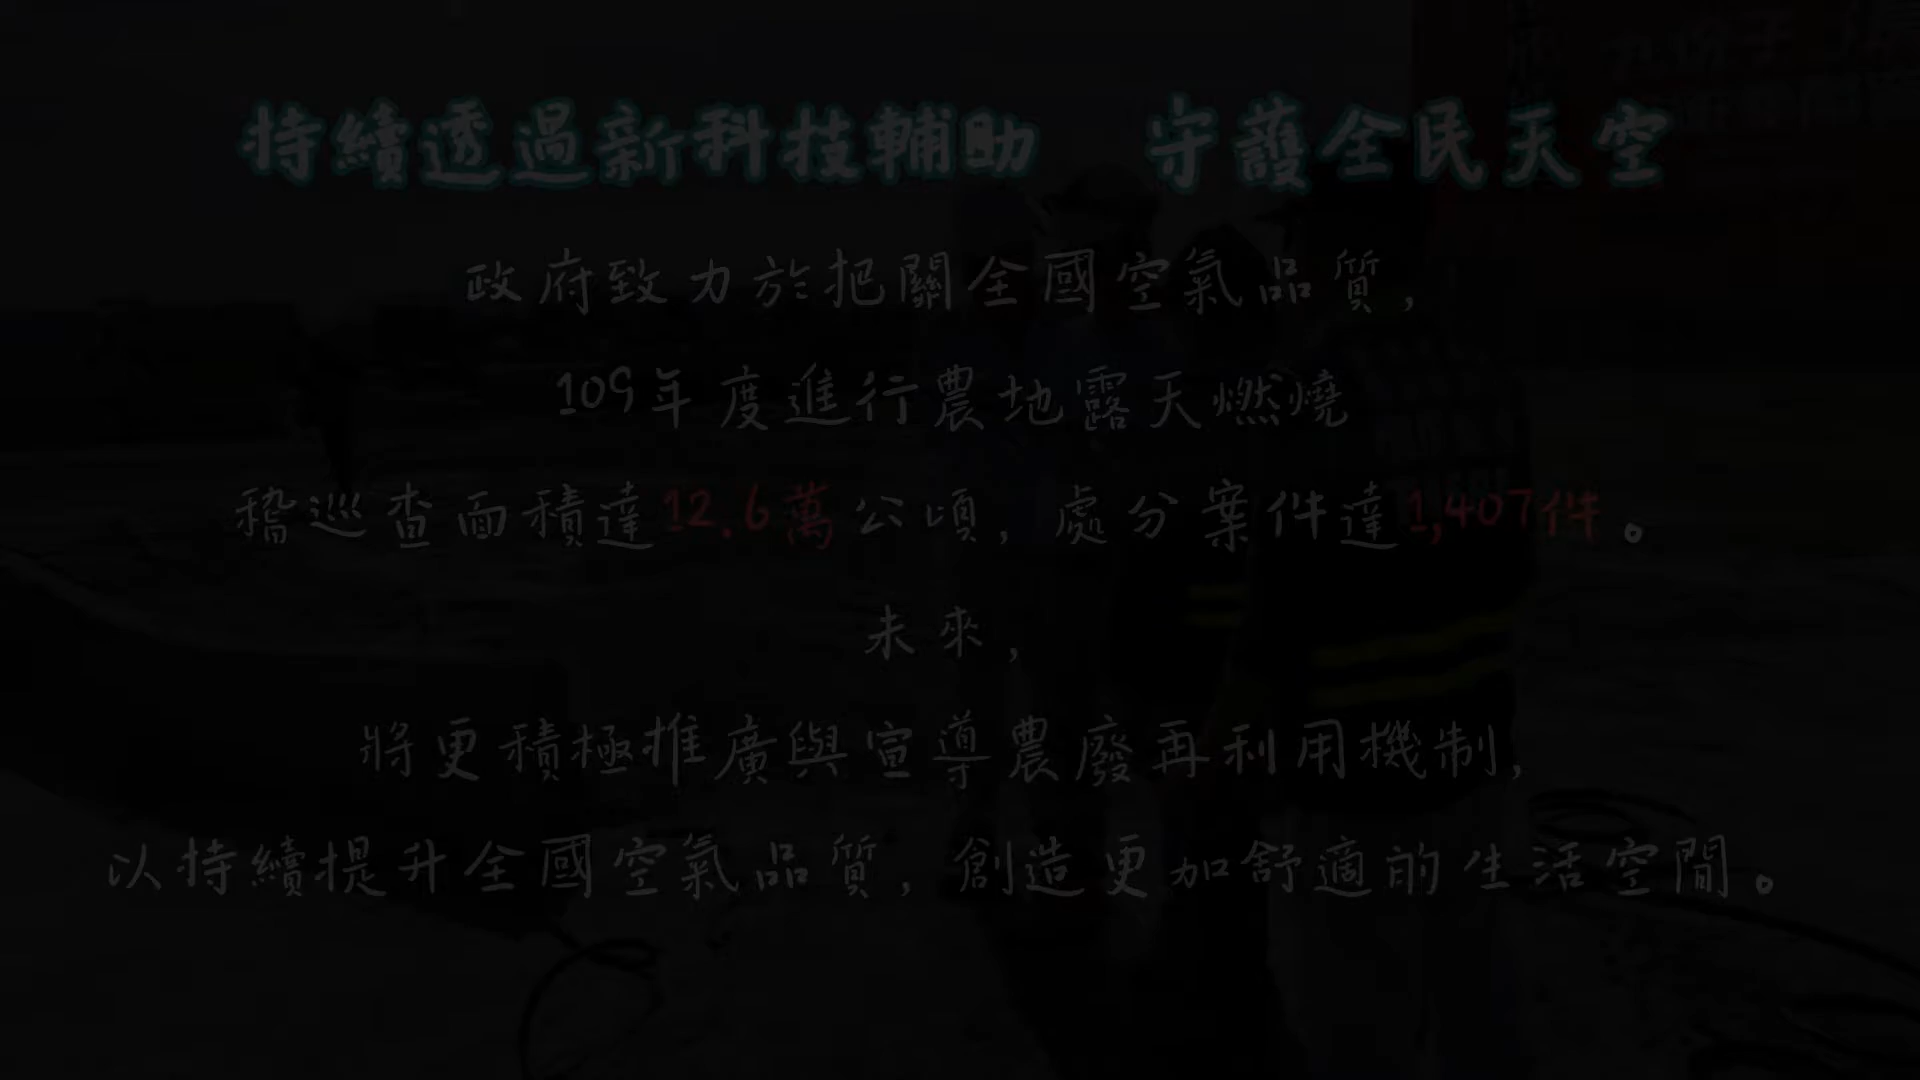 持續透過新科技輔助 守護全民天空
政府致力於把關全國空氣品質,
109年度進行農地露天燃燒
稽巡查面積達12.6萬公頃, 處分案件達1,407件。
未來,
將更積極推廣與宣導農廢再利用機制,
以持續提升全國空氣品質, 創造更加舒適的生活空間。